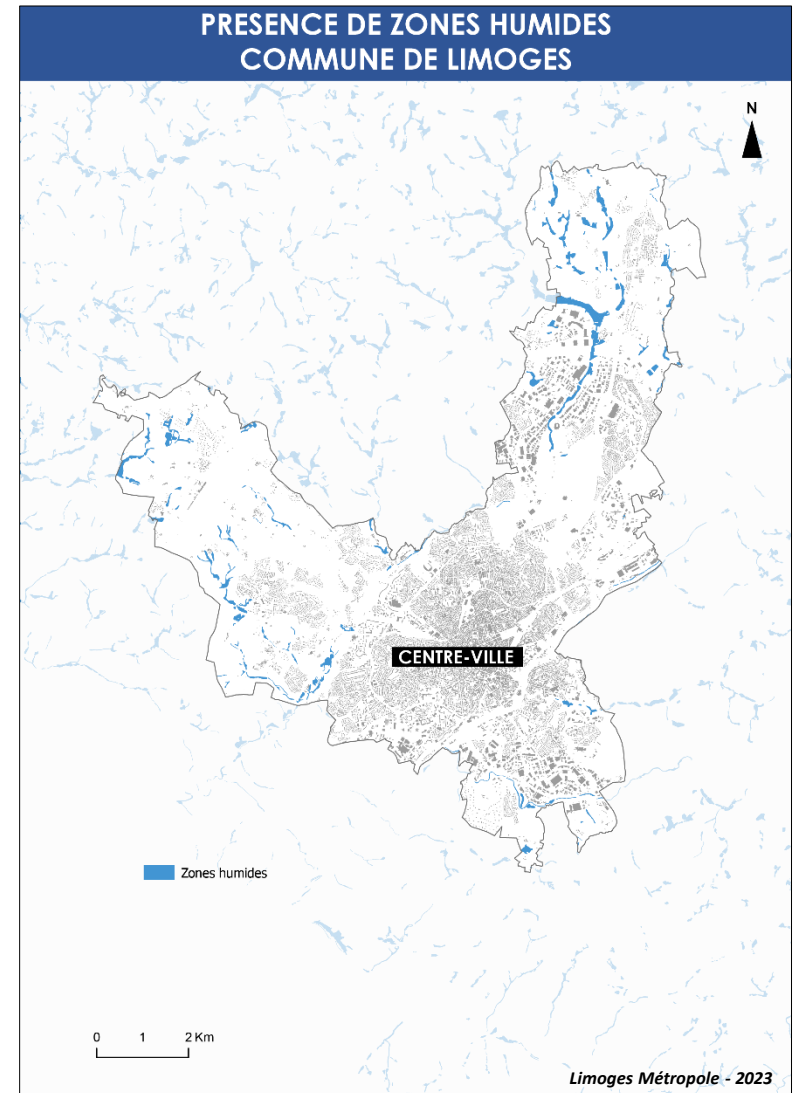 PRESENCE DE ZONES HUMIDES
COMMUNE DE LIMOGES
N
CENTRE-VILLE
Zones humides
0 1 2 Km
Limoges Métropole - 2023